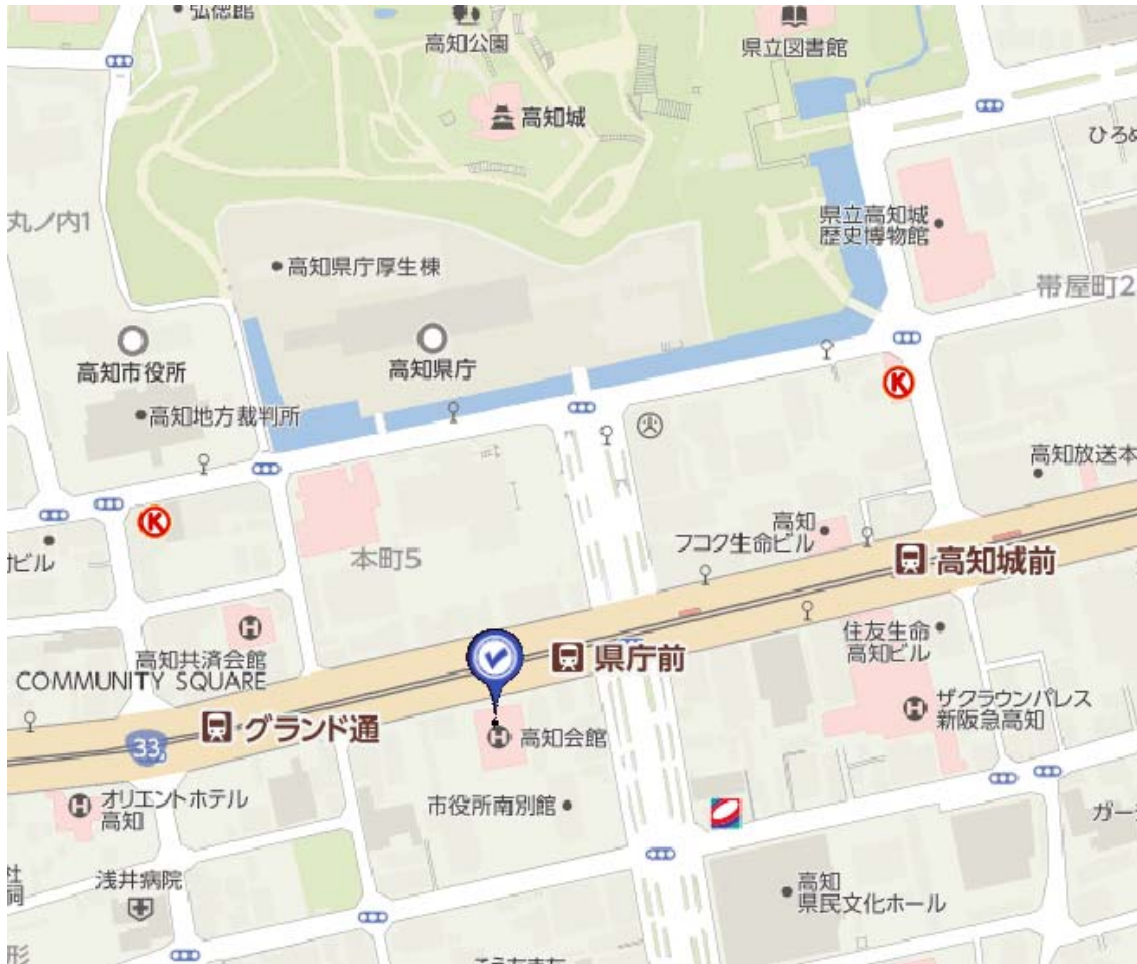 弘徳館
高知公園
県立図書館
高知城
ひろめ
丸ノ内1
県立高知城
歴史博物館
高知県庁厚生棟
帯屋町2
高知市役所
高知県庁
高知地方裁判所
K
K
高知放送本
高知
フコク生命ビル
村ビル
本町5
高知城前
高知共済会館
COMMUNITY SQUARE
県庁前
住友生命
高知ビル
グランド通
33
H
高知会館
H
ザクラウンパレス
新阪急高知
H
オリエントホテル
高知
H
市役所南別館
ガー
浅井病院
高知
県民文化ホール